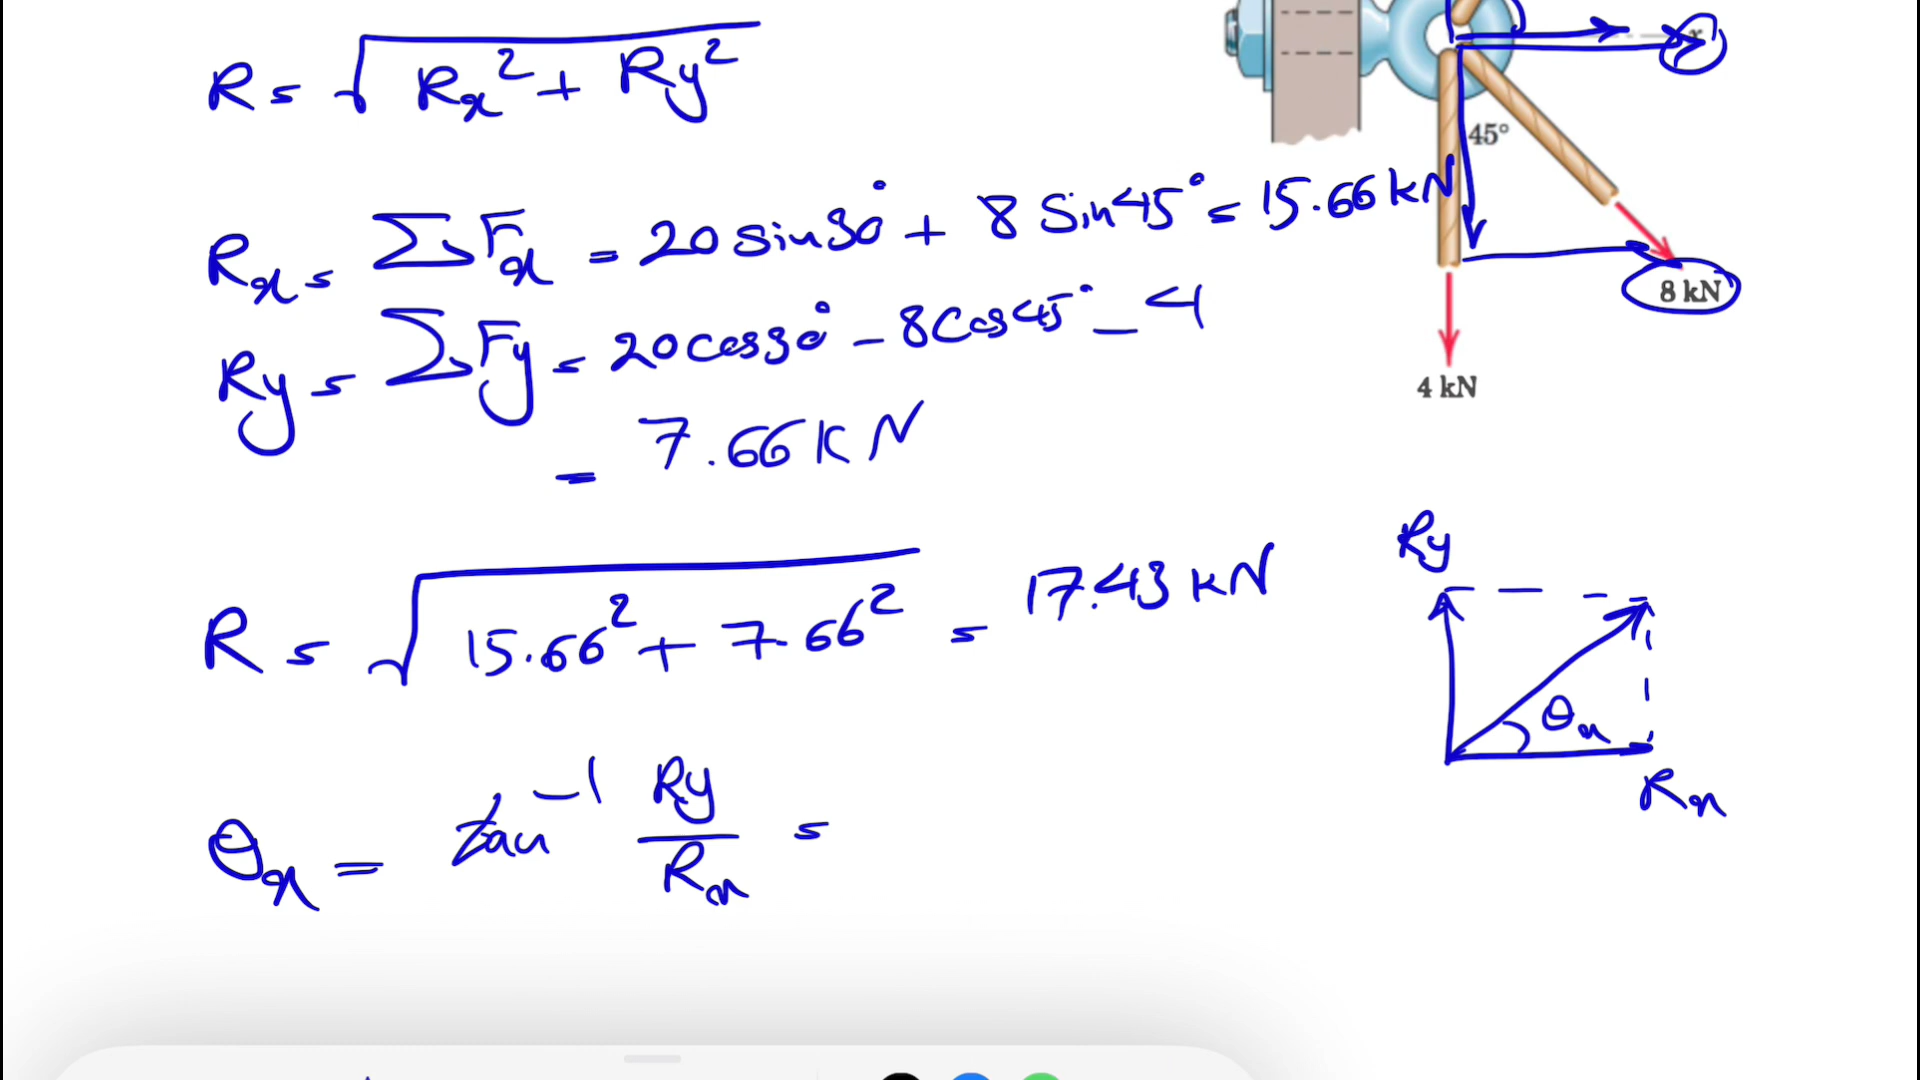 R = √(Rx² + Ry²)
x
45°
Rx = ΣFx = 20 sin30° + 8 Sin45° = 15.66 kN
8 kN
Ry = ΣFy = 20cos30° - 8Cos45° - 4
4 kN
= 7.66 kN
Ry
R = √(15.66² + 7.66²) = 17.43 kN
θx
Rx
θx = tan⁻¹ Ry/Rx =